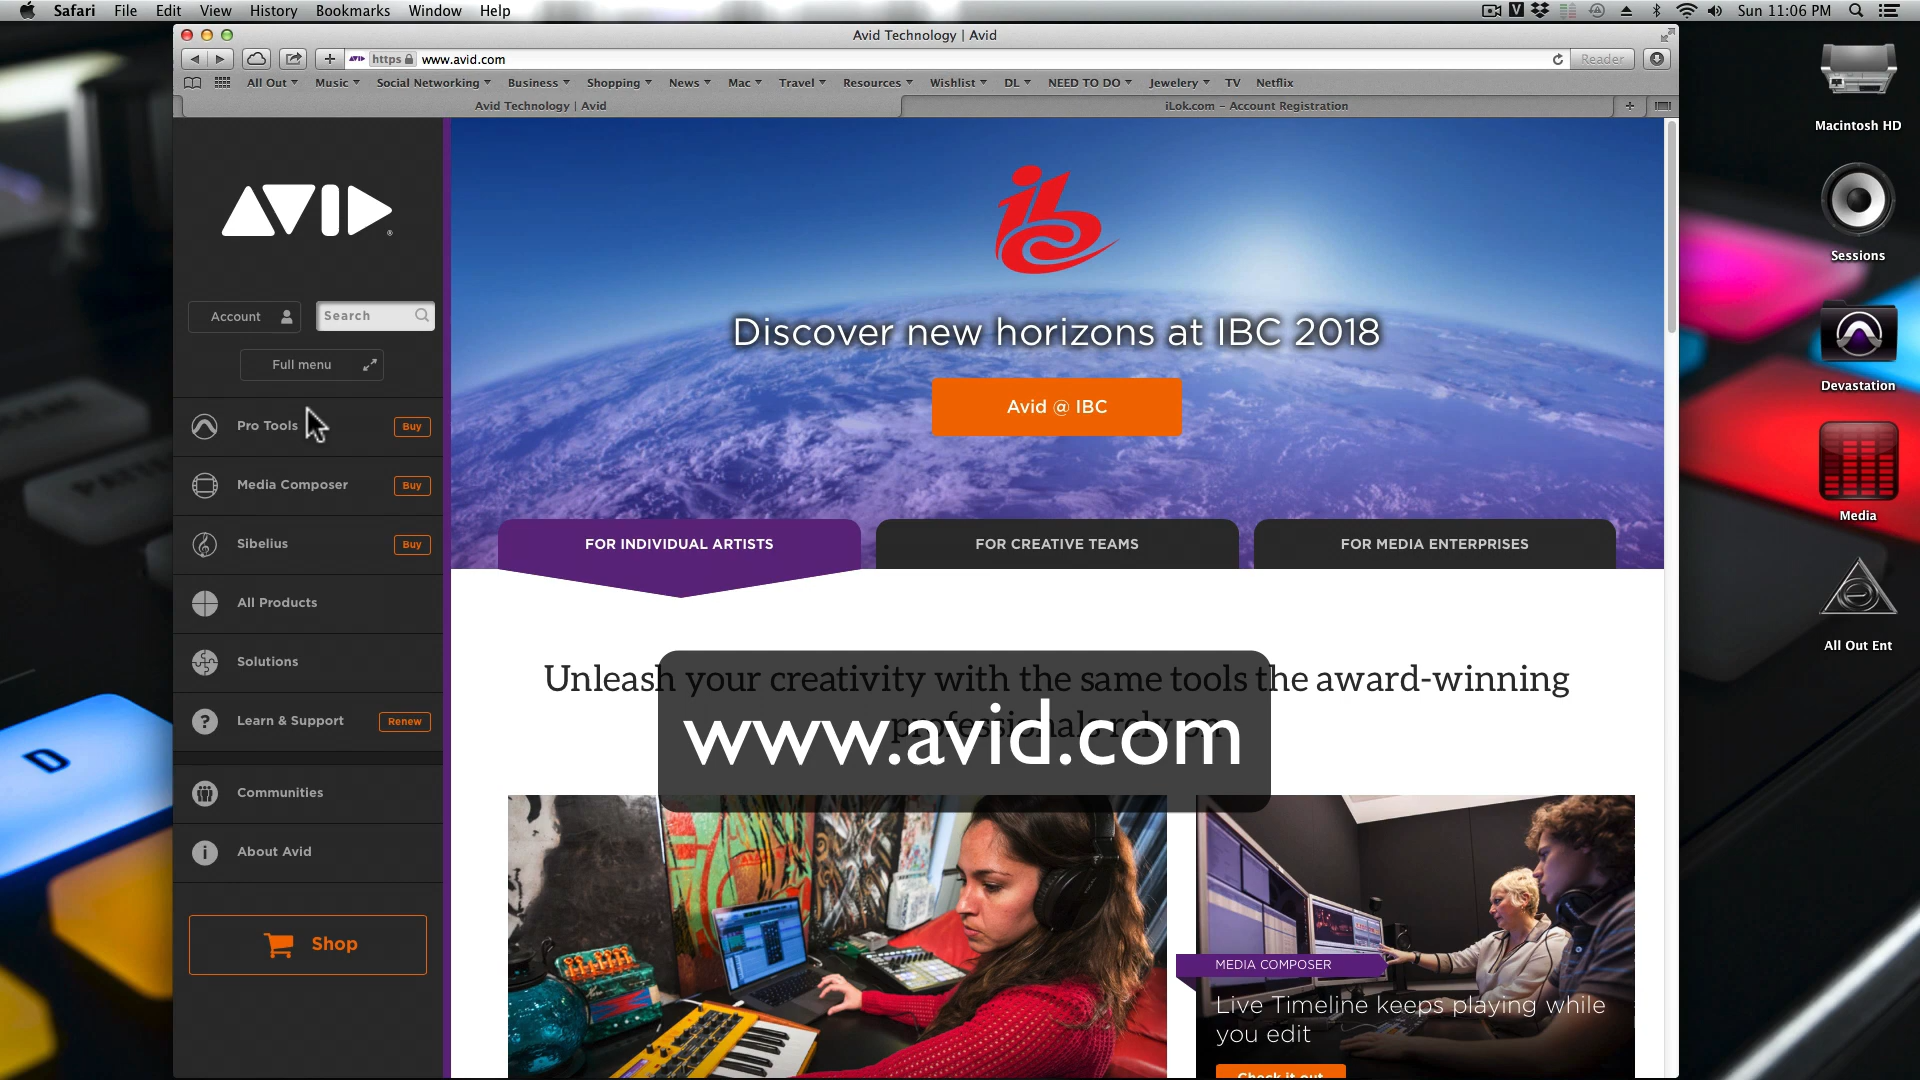 Safari File Edit View History Bookmarks Window Help
Sun 11:06 PM
Avid Technology | Avid
https www.avid.com
Reader
All Out Music Social Networking Business Shopping News Mac Travel Resources Wishlist DL NEED TO DO Jewelery TV Netflix
Avid Technology | Avid
iLok.com – Account Registration
AVID
Account
Search
Full menu
Pro Tools Buy
Media Composer Buy
Sibelius Buy
All Products
Solutions
Learn & Support Renew
Communities
About Avid
Shop
Discover new horizons at IBC 2018
Avid @ IBC
FOR INDIVIDUAL ARTISTS
FOR CREATIVE TEAMS
FOR MEDIA ENTERPRISES
Unleash your creativity with the same tools the award-winning
professionals rely on
www.avid.com
MEDIA COMPOSER
Live Timeline keeps playing while
you edit
Check it out
Macintosh HD
Sessions
Devastation
Media
All Out Ent
D